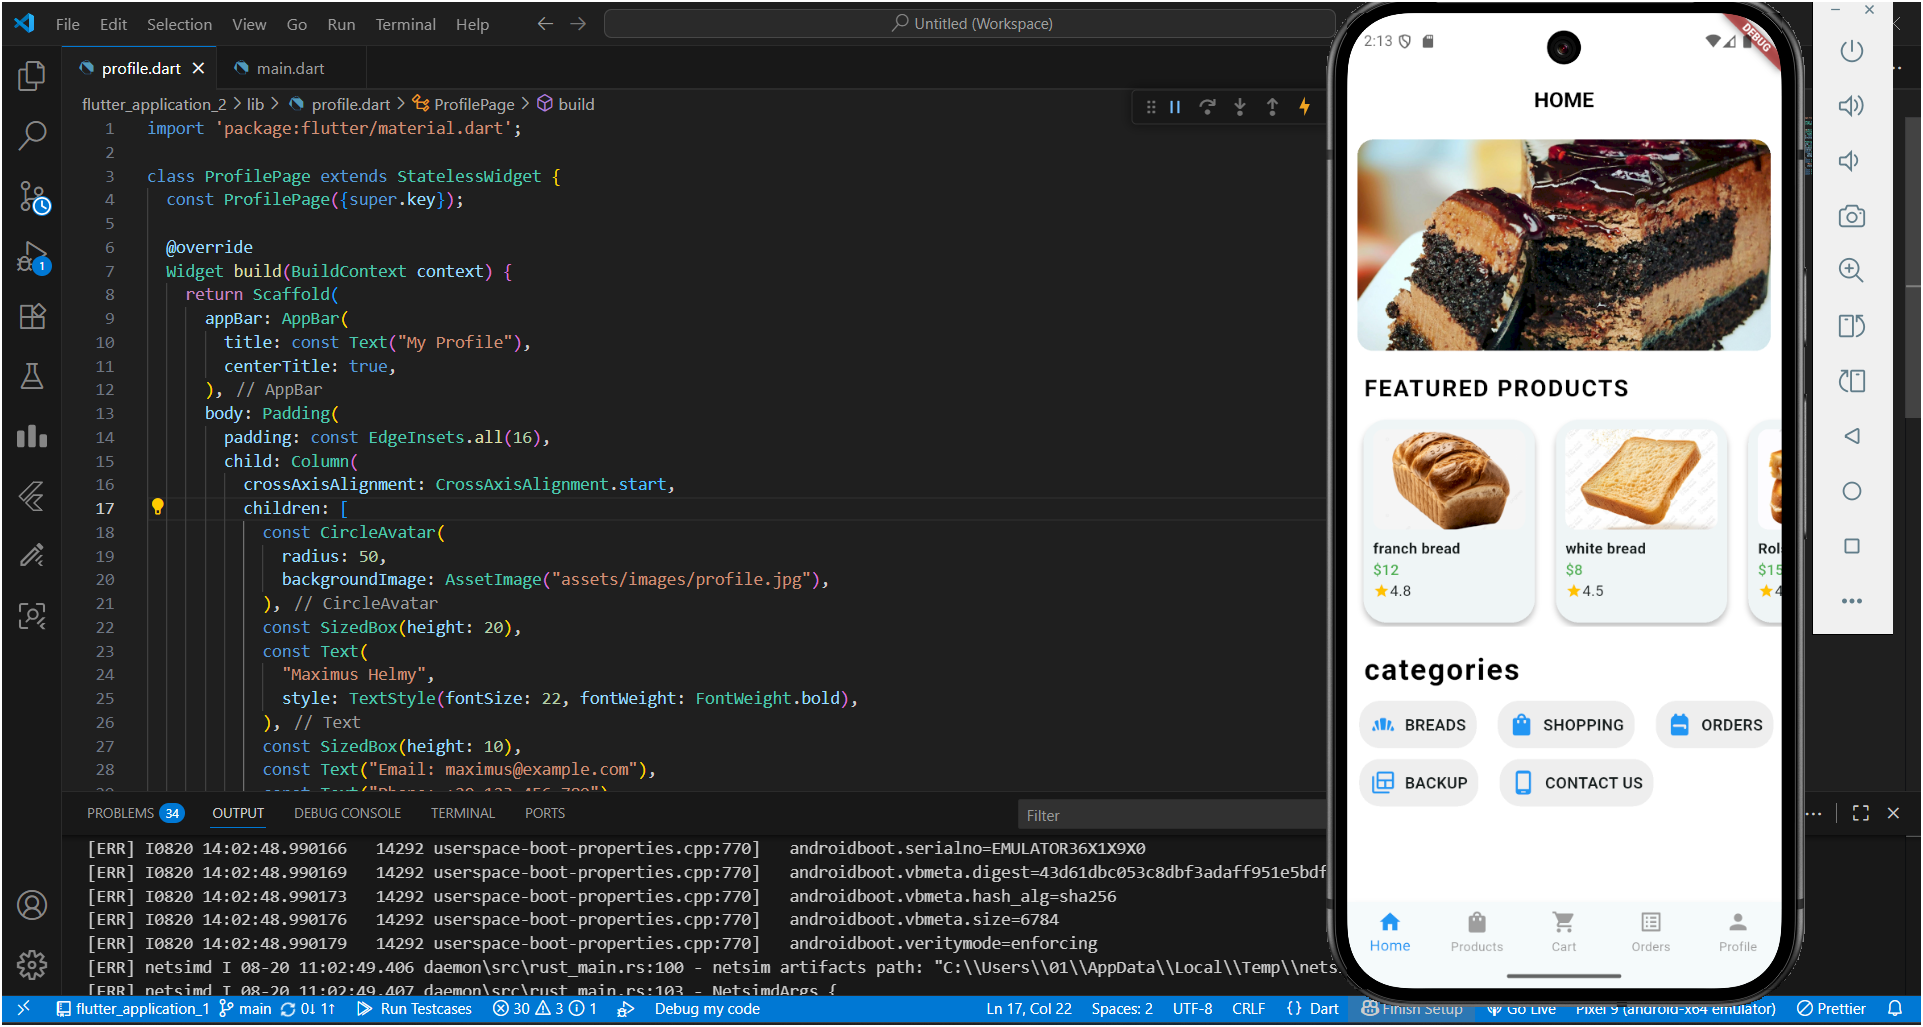 File Edit Selection View Go Run Terminal Help
Untitled (Workspace)
profile.dart
main.dart
flutter_application_2 > lib > profile.dart > ProfilePage > build
1 import 'package:flutter/material.dart';
2
3 class ProfilePage extends StatelessWidget {
4 const ProfilePage({super.key});
5
6 @override
7 Widget build(BuildContext context) {
8 return Scaffold(
9 appBar: AppBar(
10 title: const Text("My Profile"),
11 centerTitle: true,
12 ), // AppBar
13 body: Padding(
14 padding: const EdgeInsets.all(16),
15 child: Column(
16 crossAxisAlignment: CrossAxisAlignment.start,
17 children: [
18 const CircleAvatar(
19 radius: 50,
20 backgroundImage: AssetImage("assets/images/profile.jpg"),
21 ), // CircleAvatar
22 const SizedBox(height: 20),
23 const Text(
24 "Maximus Helmy",
25 style: TextStyle(fontSize: 22, fontWeight: FontWeight.bold),
26 ), // Text
27 const SizedBox(height: 10),
28 const Text("Email: maximus@example.com"),
1
PROBLEMS 34 OUTPUT DEBUG CONSOLE TERMINAL PORTS
Filter
[ERR] I0820 14:02:48.990166 14292 userspace-boot-properties.cpp:770] androidboot.serialno=EMULATOR36X1X9X0
[ERR] I0820 14:02:48.990169 14292 userspace-boot-properties.cpp:770] androidboot.vbmeta.digest=43d61dbc053c8dbf3adaff951e5bdf
[ERR] I0820 14:02:48.990173 14292 userspace-boot-properties.cpp:770] androidboot.vbmeta.hash_alg=sha256
[ERR] I0820 14:02:48.990176 14292 userspace-boot-properties.cpp:770] androidboot.vbmeta.size=6784
[ERR] I0820 14:02:48.990179 14292 userspace-boot-properties.cpp:770] androidboot.veritymode=enforcing
[ERR] netsimd I 08-20 11:02:49.406 daemon\src\rust_main.rs:100 - netsim artifacts path: "C:\\Users\\01\\AppData\\Local\\Temp\\nets
[ERR] netsimd I 08-20 11:02:49.407 daemon\src\rust_main.rs:103 - NetsimdArgs {
flutter_application_1 main 0↓ 1↑ Run Testcases 30 3 1 Debug my code Ln 17, Col 22 Spaces: 2 UTF-8 CRLF {} Dart Finish Setup Go Live Pixel 9 (android-x64 emulator) Prettier
2:13
DEBUG
HOME
FEATURED PRODUCTS
franch bread
$12
4.8
white bread
$8
4.5
$15
categories
BREADS
SHOPPING
ORDERS
BACKUP
CONTACT US
Home Products Cart Orders Profile